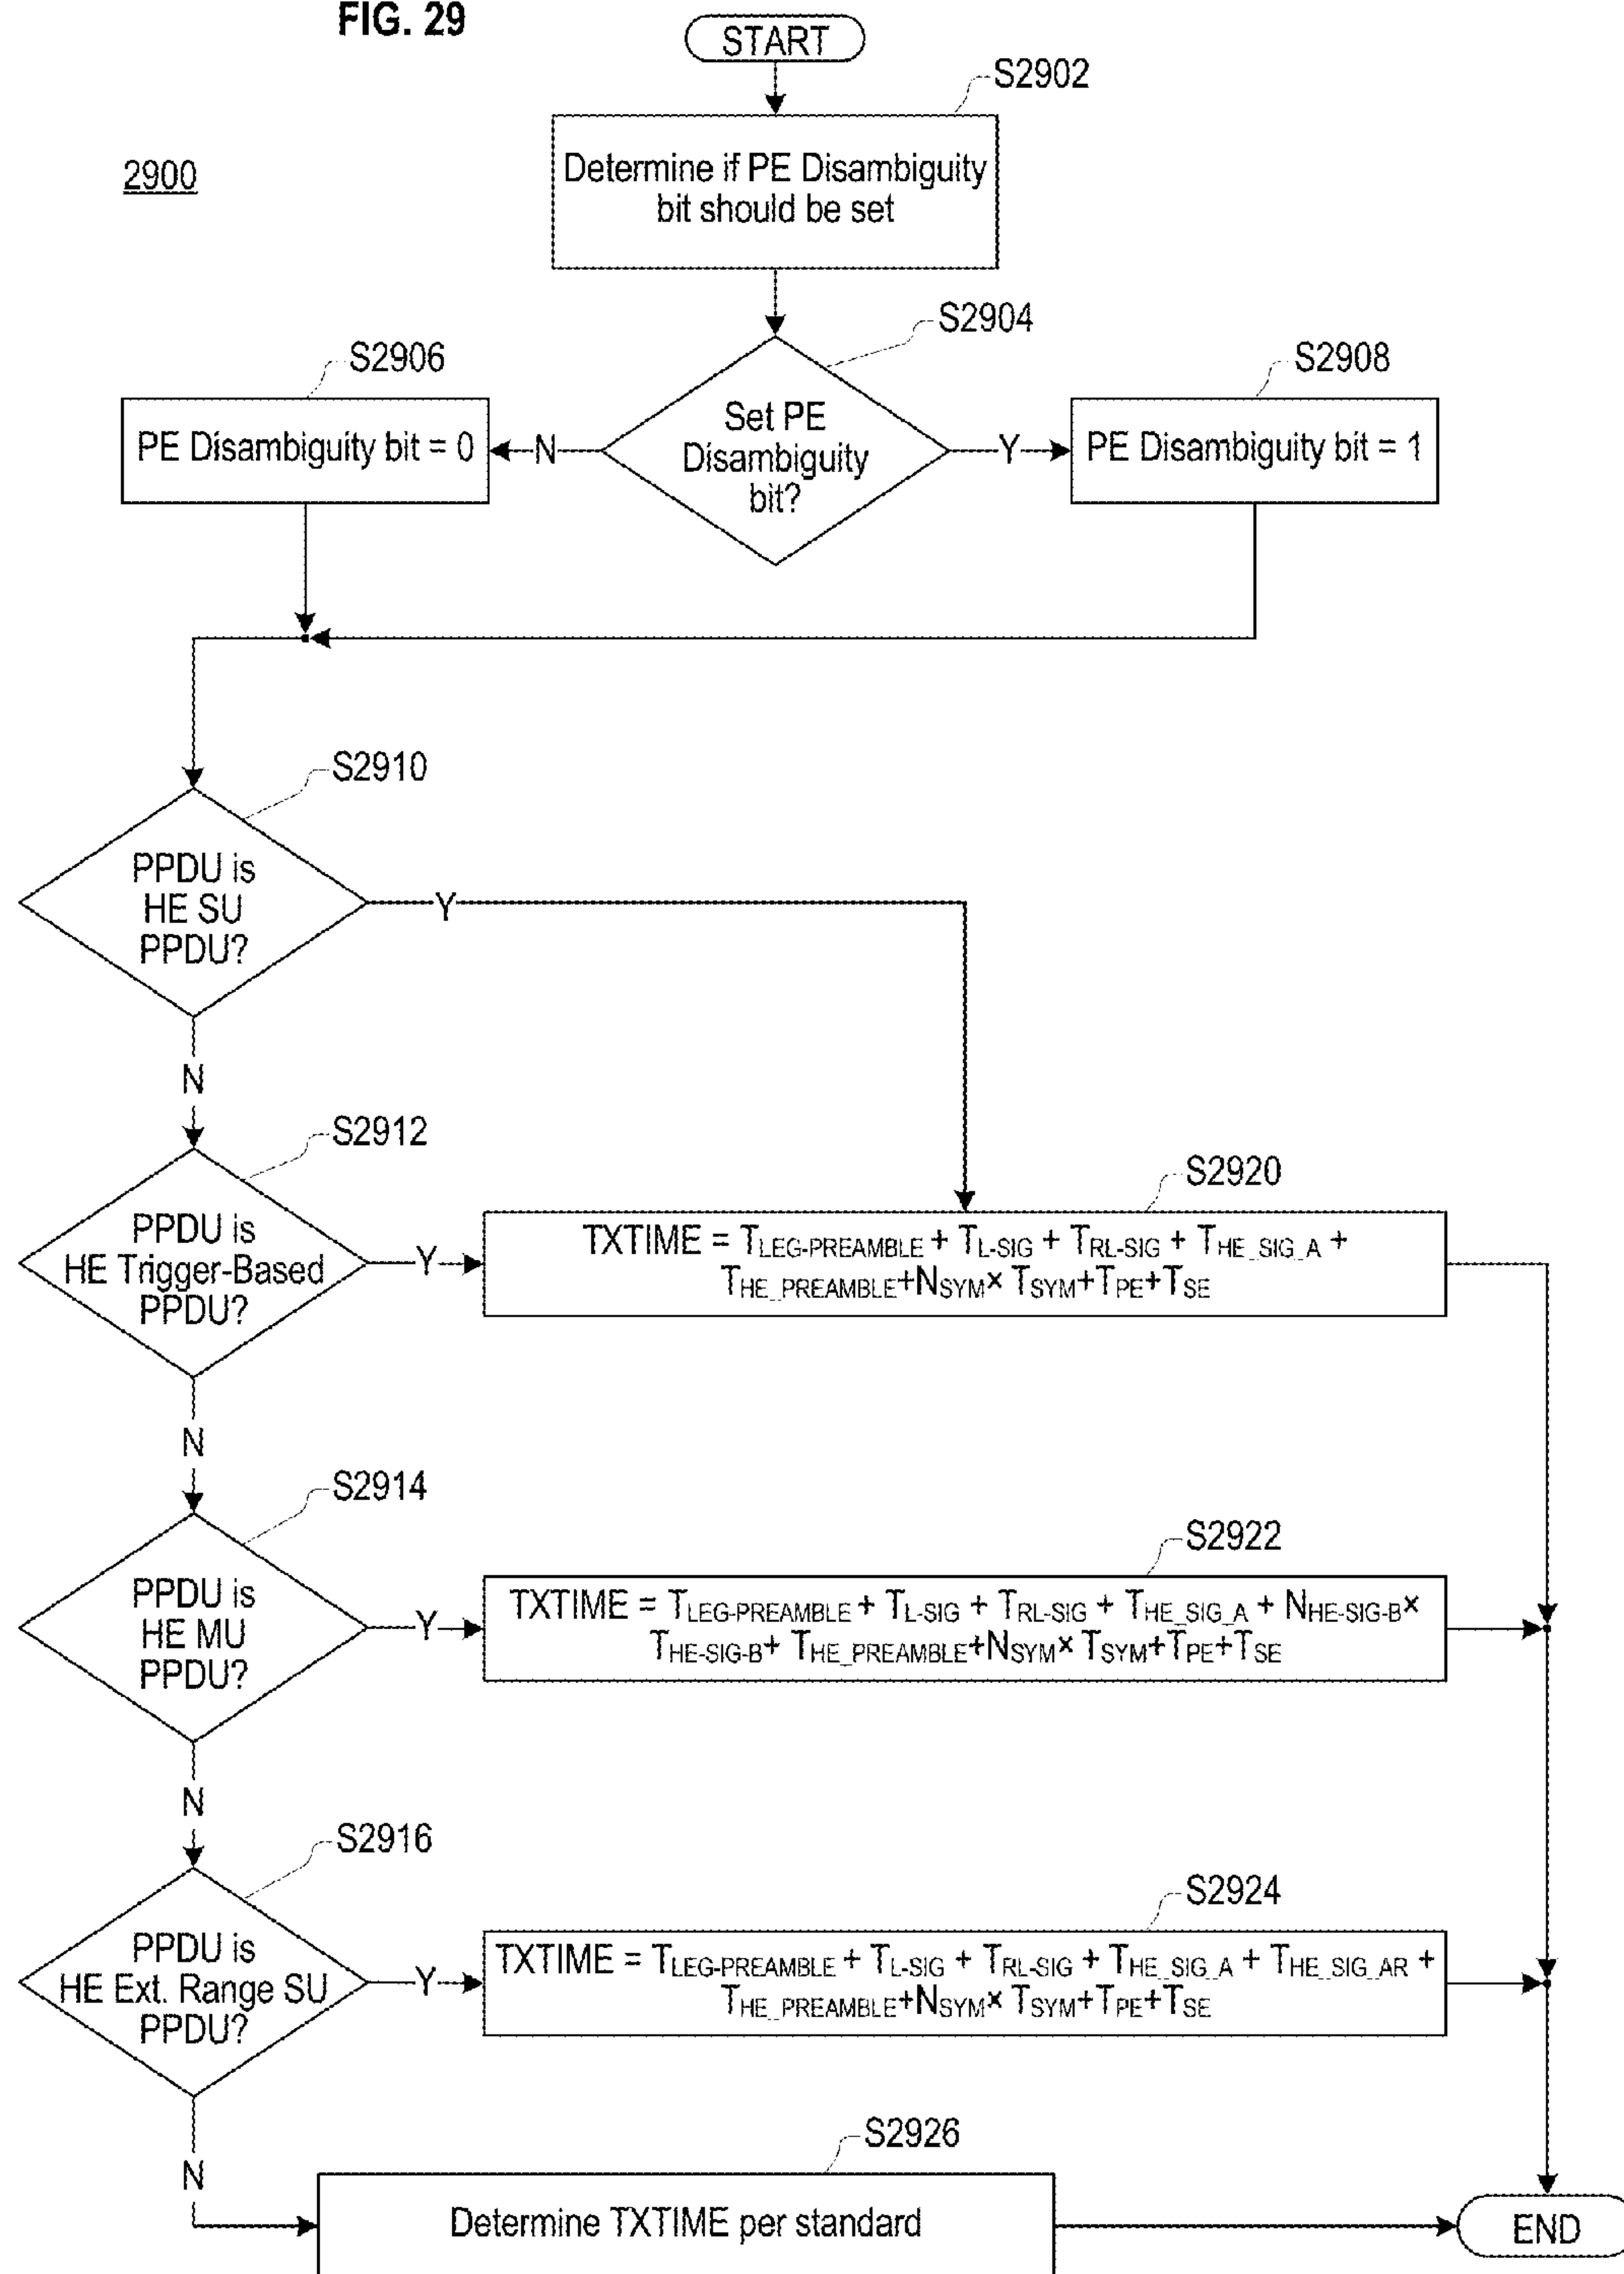 FIG. 29
START
S2902
2900
Determine if PE Disambiguity
bit should be set
S2904
S2906
S2908
PE Disambiguity bit = 0
N
Set PE
Disambiguity
bit?
Y
PE Disambiguity bit = 1
S2910
PPDU is
HE SU
PPDU?
Y
N
S2912
PPDU is
HE Trigger-Based
PPDU?
Y
S2920
TXTIME = TLEG-PREAMBLE + TL-SIG + TRL-SIG + THE_SIG_A +
THE_PREAMBLE+NSYM× TSYM+TPE+TSE
N
S2914
PPDU is
HE MU
PPDU?
Y
S2922
TXTIME = TLEG-PREAMBLE + TL-SIG + TRL-SIG + THE_SIG_A + NHE-SIG-B×
THE-SIG-B+ THE_PREAMBLE+NSYM× TSYM+TPE+TSE
N
S2916
PPDU is
HE Ext. Range SU
PPDU?
Y
S2924
TXTIME = TLEG-PREAMBLE + TL-SIG + TRL-SIG + THE_SIG_A + THE_SIG_AR +
THE_PREAMBLE+NSYM× TSYM+TPE+TSE
N
S2926
Determine TXTIME per standard
END